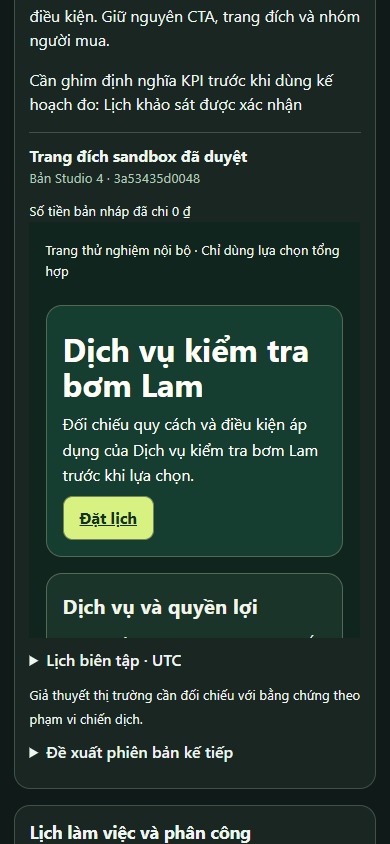 điều kiện. Giữ nguyên CTA, trang đích và nhóm
người mua.
Cần ghim định nghĩa KPI trước khi dùng kế
hoạch đo: Lịch khảo sát được xác nhận
Trang đích sandbox đã duyệt
Bản Studio 4 · 3a53435d0048
Số tiền bản nháp đã chi 0 ₫
Trang thử nghiệm nội bộ · Chỉ dùng lựa chọn tổng
hợp
Dịch vụ kiểm tra
bơm Lam
Đối chiếu quy cách và điều kiện áp
dụng của Dịch vụ kiểm tra bơm Lam
trước khi lựa chọn.
Đặt lịch
Dịch vụ và quyền lợi
Lịch biên tập · UTC
Giả thuyết thị trường cần đối chiếu với bằng chứng theo
phạm vi chiến dịch.
Đề xuất phiên bản kế tiếp
Lịch làm việc và phân công